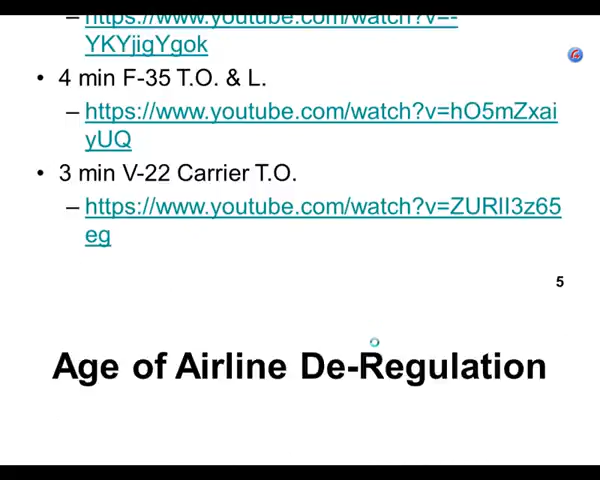 – https://www.youtube.com/watch?v=-
YKYjigYgok
• 4 min F-35 T.O. & L.
– https://www.youtube.com/watch?v=hO5mZxai
yUQ
• 3 min V-22 Carrier T.O.
– https://www.youtube.com/watch?v=ZURII3z65
eg
5
Age of Airline De-Regulation